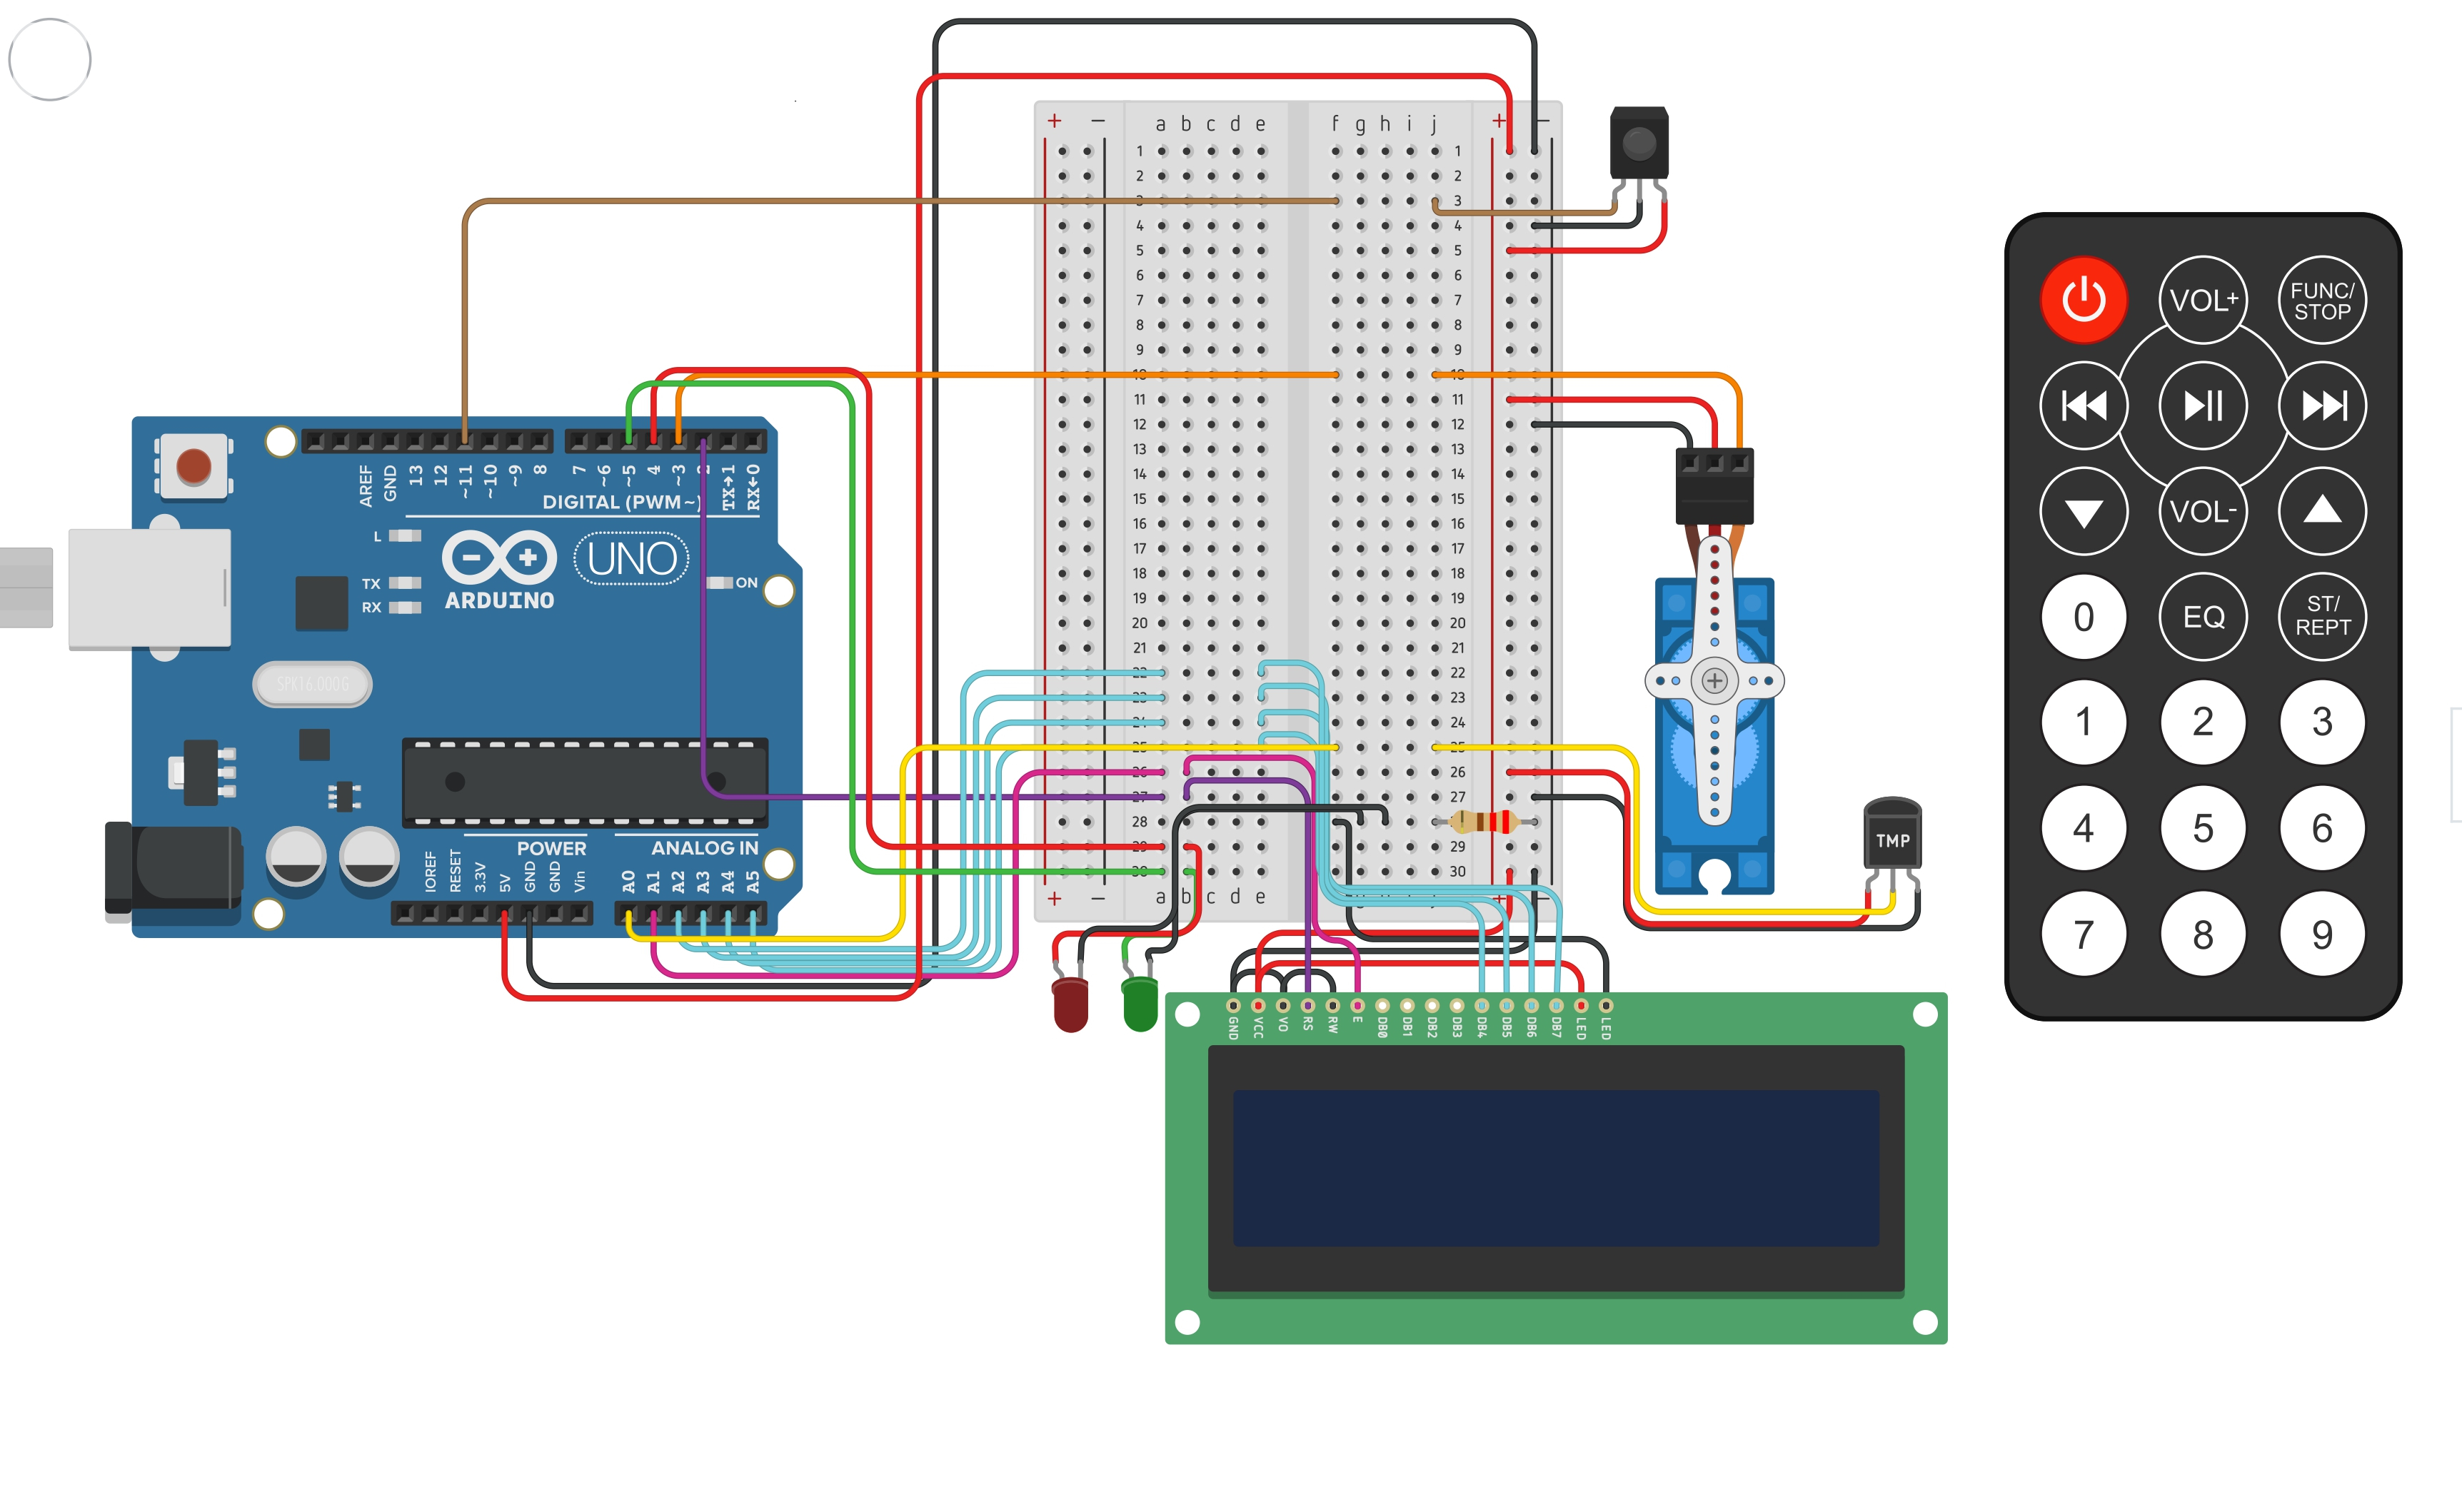 + − a b c d e f g h i j + −
1 1
2 2
3 3
4 4
5 5
6 6
7 7
8 8
9 9
10 10
11 11
12 12
13 13
14 14
15 15
16 16
17 17
18 18
19 19
20 20
21 21
22 22
23 23
24 24
25 25
26 26
27 27
28 28
29 29
30 30
+ − a b c d e g j + −
AREF
GND
13
12
~11
~10
~9
8
7
~6
~5
4
~3
2
TX→1
RX←0
DIGITAL (PWM ~)
L
TX
RX
ARDUINO
UNO
ON
SPK16.000G
POWER
ANALOG IN
IOREF
RESET
3.3V
5V
GND
GND
Vin
A0
A1
A2
A3
A4
A5
TMP
GND
VCC
VO
RS
RW
E
DB0
DB1
DB2
DB3
DB4
DB5
DB6
DB7
LED
LED
VOL+
FUNC/
STOP
VOL-
0
EQ
ST/
REPT
1 2 3
4 5 6
7 8 9